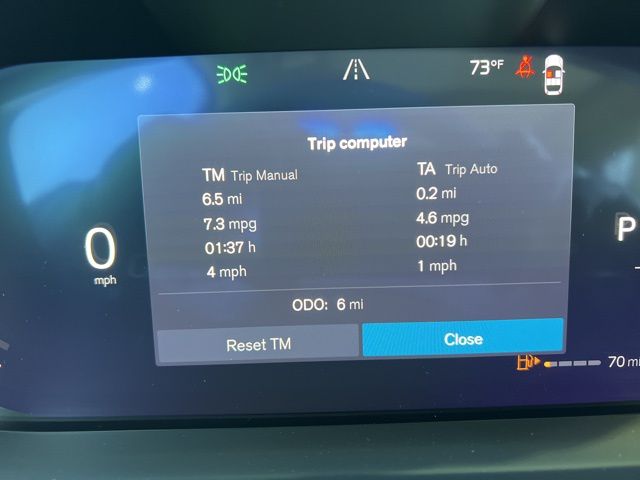 73°F
Trip computer
TM Trip Manual
6.5 mi
7.3 mpg
01:37 h
4 mph
TA Trip Auto
0.2 mi
4.6 mpg
00:19 h
1 mph
0
mph
P
ODO: 6 mi
Reset TM
Close
70 mi